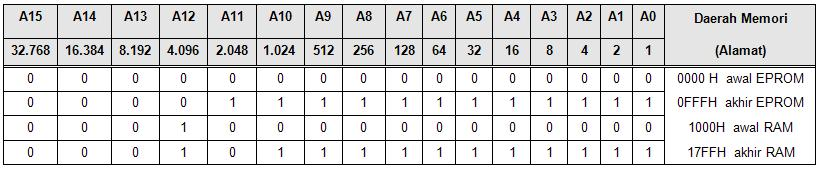 A15 A14 A13 A12 A11 A10 A9 A8 A7 A6 A5 A4 A3 A2 A1 A0 Daerah Memori
32.768 16.384 8.192 4.096 2.048 1.024 512 256 128 64 32 16 8 4 2 1 (Alamat)
0 0 0 0 0 0 0 0 0 0 0 0 0 0 0 0 0000 H awal EPROM
0 0 0 0 1 1 1 1 1 1 1 1 1 1 1 1 0FFFH akhir EPROM
0 0 0 1 0 0 0 0 0 0 0 0 0 0 0 0 1000H awal RAM
0 0 0 1 0 1 1 1 1 1 1 1 1 1 1 1 17FFH akhir RAM